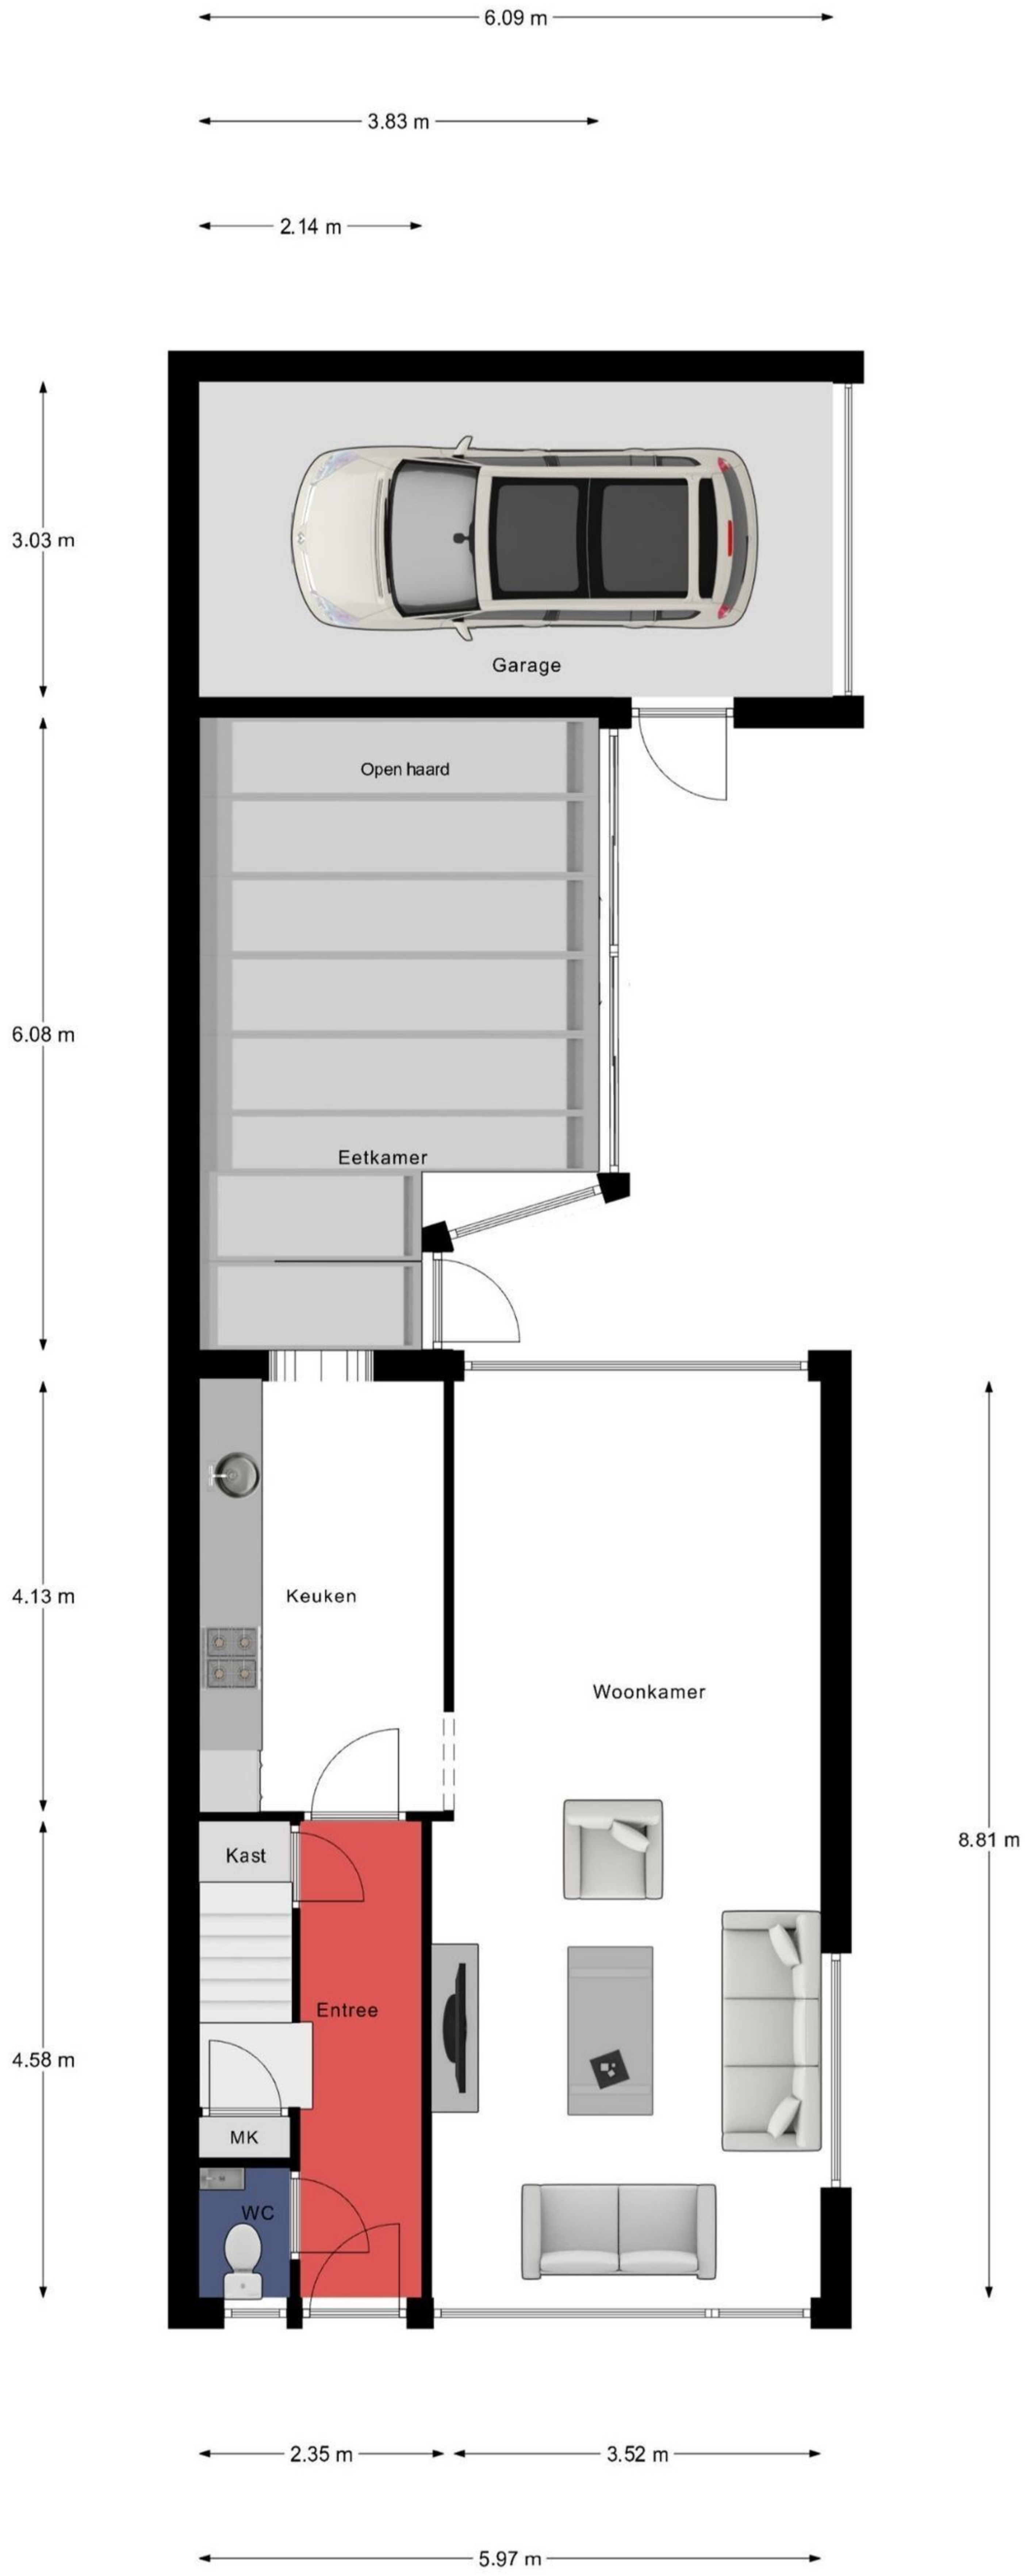 6.09 m
3.83 m
2.14 m
3.03 m
Garage
Open haard
6.08 m
Eetkamer
4.13 m
Keuken
Woonkamer
8.81 m
Kast
Entree
4.58 m
MK
WC
2.35 m
3.52 m
5.97 m